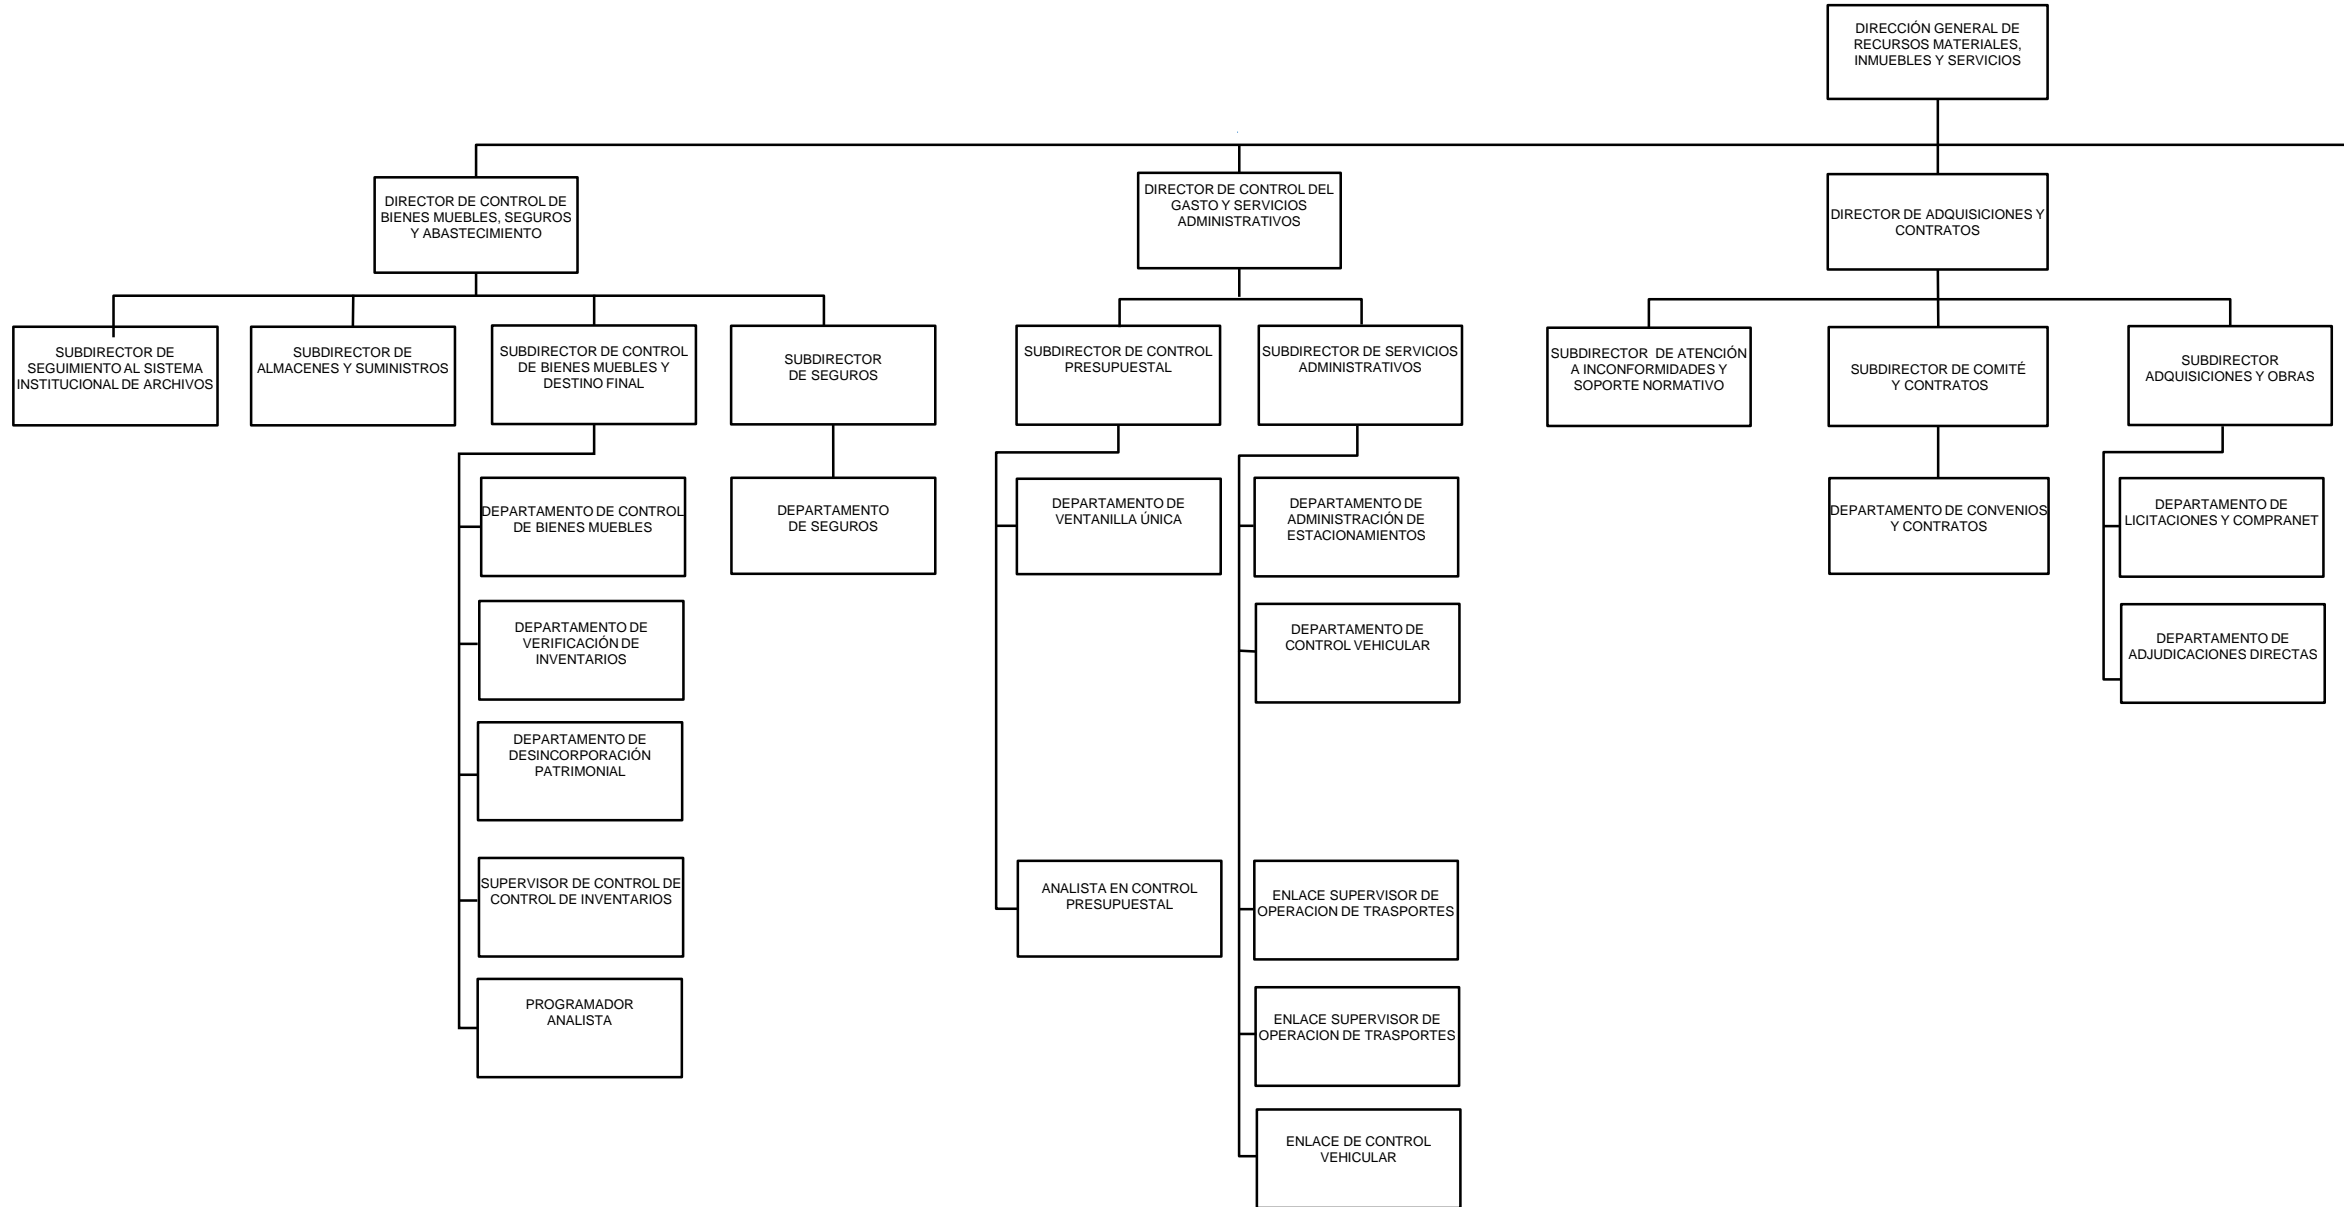 DIRECCIÓN GENERAL DE
RECURSOS MATERIALES,
INMUEBLES Y SERVICIOS
DIRECTOR DE CONTROL DE
BIENES MUEBLES, SEGUROS
Y ABASTECIMIENTO
DIRECTOR DE CONTROL DEL
GASTO Y SERVICIOS
ADMINISTRATIVOS
DIRECTOR DE ADQUISICIONES Y
CONTRATOS
SUBDIRECTOR DE
SEGUIMIENTO AL SISTEMA
INSTITUCIONAL DE ARCHIVOS
SUBDIRECTOR DE
ALMACENES Y SUMINISTROS
SUBDIRECTOR DE CONTROL
DE BIENES MUEBLES Y
DESTINO FINAL
SUBDIRECTOR
DE SEGUROS
SUBDIRECTOR DE CONTROL
PRESUPUESTAL
SUBDIRECTOR DE SERVICIOS
ADMINISTRATIVOS
SUBDIRECTOR  DE ATENCIÓN
A INCONFORMIDADES Y
SOPORTE NORMATIVO
SUBDIRECTOR DE COMITÉ
Y CONTRATOS
SUBDIRECTOR
ADQUISICIONES Y OBRAS
DEPARTAMENTO DE CONTROL
DE BIENES MUEBLES
DEPARTAMENTO
DE SEGUROS
DEPARTAMENTO DE
VENTANILLA ÚNICA
DEPARTAMENTO DE
ADMINISTRACIÓN DE
ESTACIONAMIENTOS
DEPARTAMENTO DE CONVENIOS
Y CONTRATOS
DEPARTAMENTO DE
LICITACIONES Y COMPRANET
DEPARTAMENTO DE
VERIFICACIÓN DE
INVENTARIOS
DEPARTAMENTO DE
CONTROL VEHICULAR
DEPARTAMENTO DE
ADJUDICACIONES DIRECTAS
DEPARTAMENTO DE
DESINCORPORACIÓN
PATRIMONIAL
SUPERVISOR DE CONTROL DE
CONTROL DE INVENTARIOS
ANALISTA EN CONTROL
PRESUPUESTAL
ENLACE SUPERVISOR DE
OPERACION DE TRASPORTES
PROGRAMADOR
ANALISTA
ENLACE SUPERVISOR DE
OPERACION DE TRASPORTES
ENLACE DE CONTROL
VEHICULAR